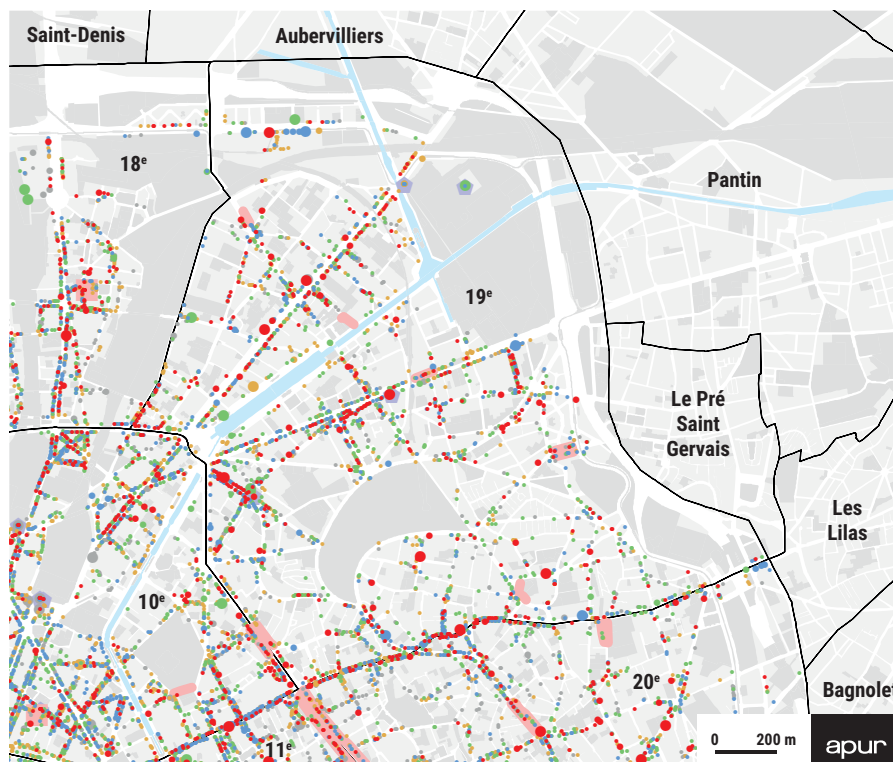 Saint-Denis
Aubervilliers
18e
Pantin
19e
Le Pré
Saint
Gervais
Les
Lilas
10e
20e
Bagnolet
11e
0 200 m
apur